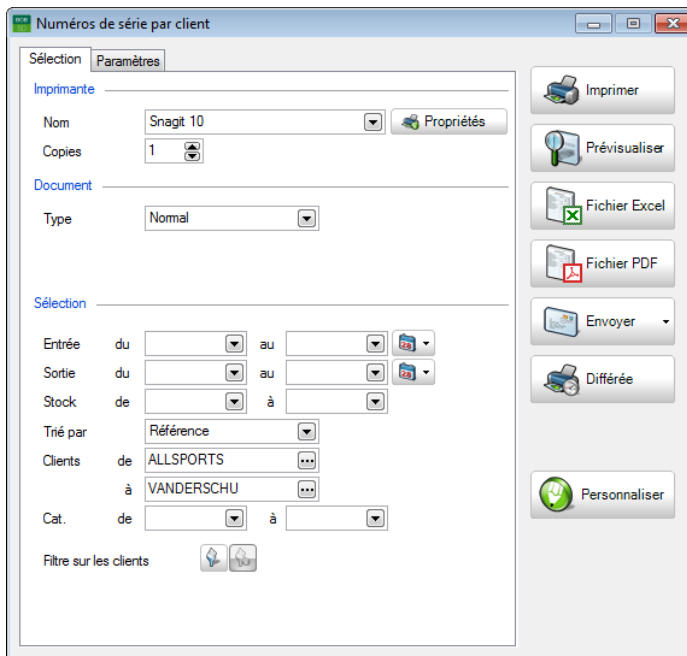 Numéros de série par client
Sélection Paramètres
Imprimante
Nom Snagit 10 Propriétés
Copies 1
Document
Type Normal
Sélection
Entrée du au
Sortie du au
Stock de à
Trié par Référence
Clients de ALLSPORTS
à VANDERSCHU
Cat. de à
Filtre sur les clients
Imprimer
Prévisualiser
Fichier Excel
Fichier PDF
Envoyer
Différée
Personnaliser